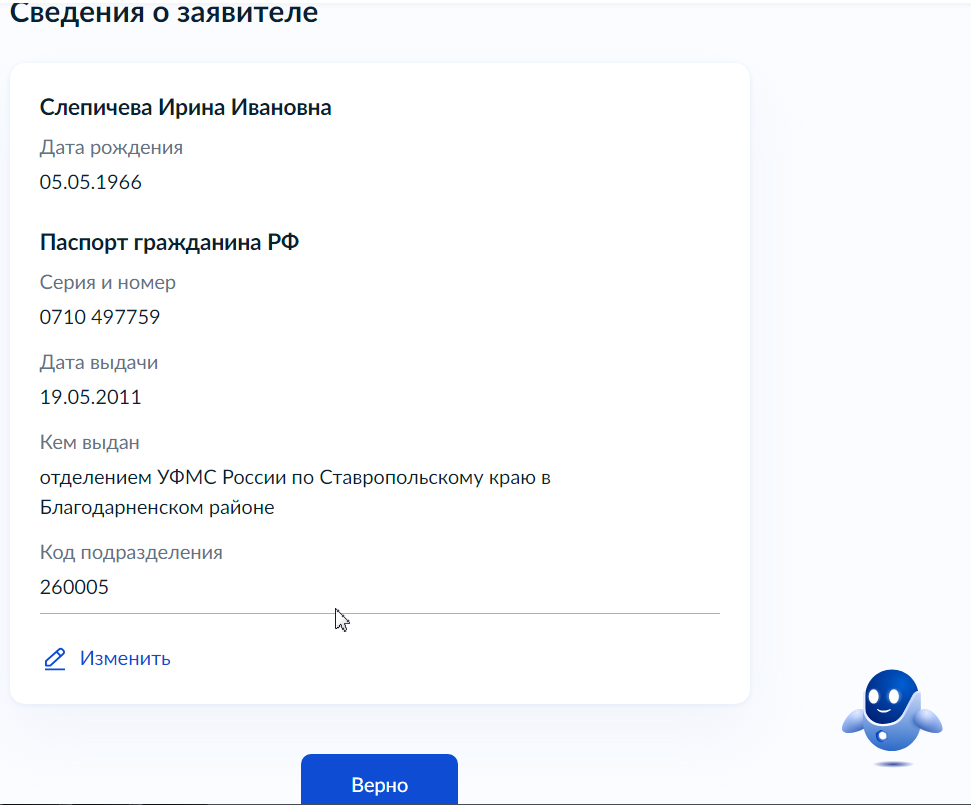 Сведения о заявителе
Слепичева Ирина Ивановна
Дата рождения
05.05.1966
Паспорт гражданина РФ
Серия и номер
0710 497759
Дата выдачи
19.05.2011
Кем выдан
отделением УФМС России по Ставропольскому краю в
Благодарненском районе
Код подразделения
260005
Изменить
Верно